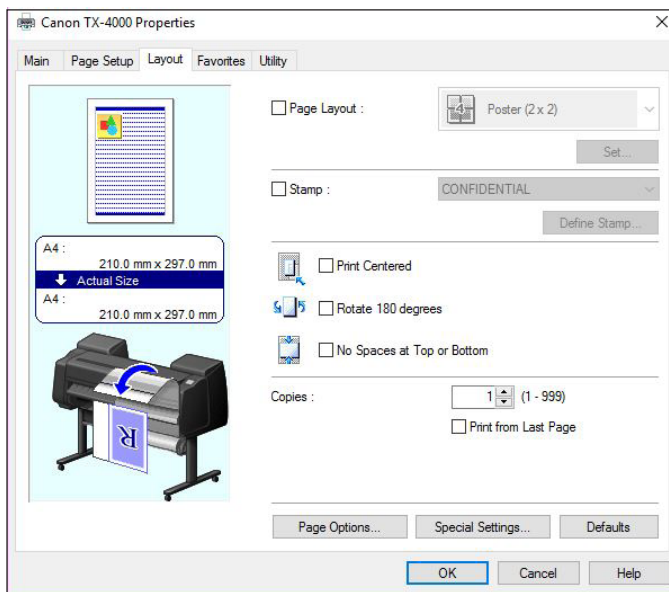 Canon TX-4000 Properties
Main Page Setup Layout Favorites Utility
Page Layout :
4 Poster (2 x 2)
Set...
Stamp :
CONFIDENTIAL
Define Stamp...
A4 :
210.0 mm x 297.0 mm
Actual Size
A4 :
210.0 mm x 297.0 mm
Print Centered
Rotate 180 degrees
No Spaces at Top or Bottom
R
Copies :
1 (1 - 999)
Print from Last Page
Page Options... Special Settings... Defaults
OK Cancel Help